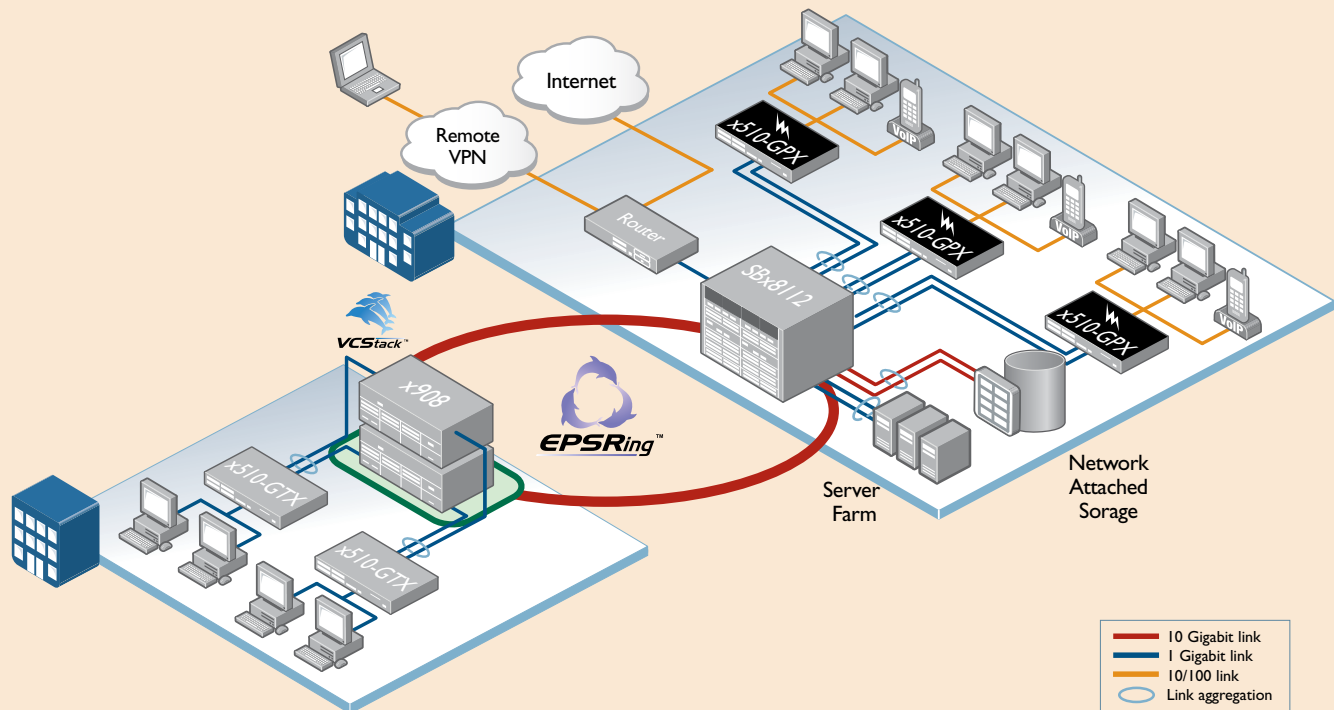 Internet
Remote
VPN
Router
x510-GPX
VoIP
x510-GPX
VoIP
x510-GPX
VoIP
SBx8112
VCStack™
x908
EPSRing™
x510-GTX
x510-GTX
Server
Farm
Network
Attached
Sorage
10 Gigabit link
1 Gigabit link
10/100 link
Link aggregation